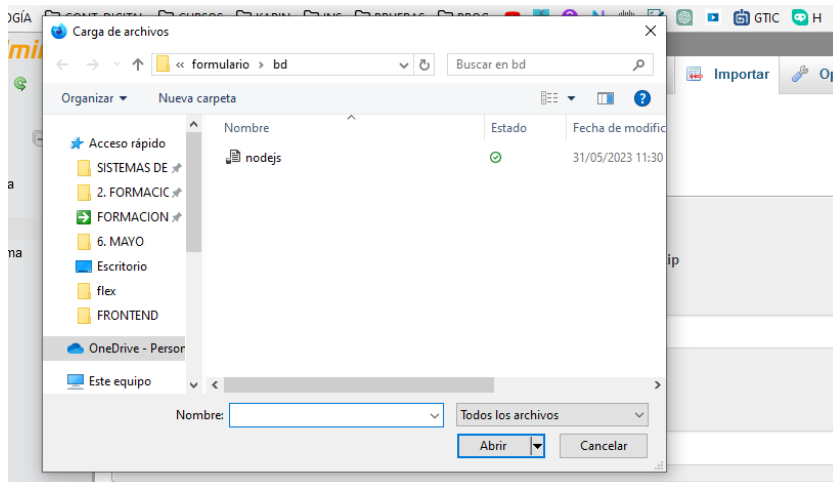 GTIC
H
Carga de archivos
formulario > bd
Buscar en bd
Importar
Organizar
Nueva carpeta
Nombre
Estado
Fecha de modific
Acceso rápido
nodejs
31/05/2023 11:30
SISTEMAS DE
2. FORMACIC
FORMACION
6. MAYO
ip
Escritorio
flex
FRONTEND
OneDrive - Person
Este equipo
Nombre:
Todos los archivos
Abrir
Cancelar